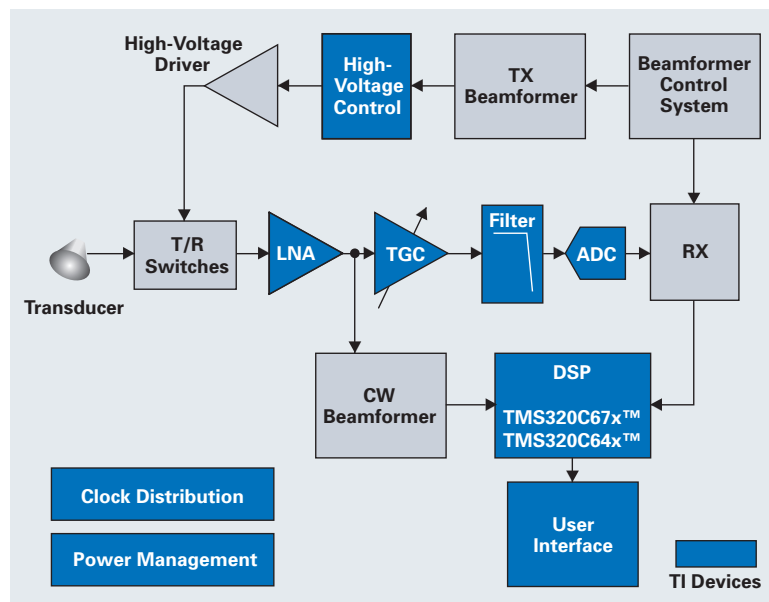 High-Voltage
Driver
High-
Voltage
Control
TX
Beamformer
Beamformer
Control
System
Transducer
T/R
Switches
LNA
TGC
Filter
ADC
RX
CW
Beamformer
DSP
TMS320C67x™
TMS320C64x™
Clock Distribution
Power Management
User
Interface
TI Devices